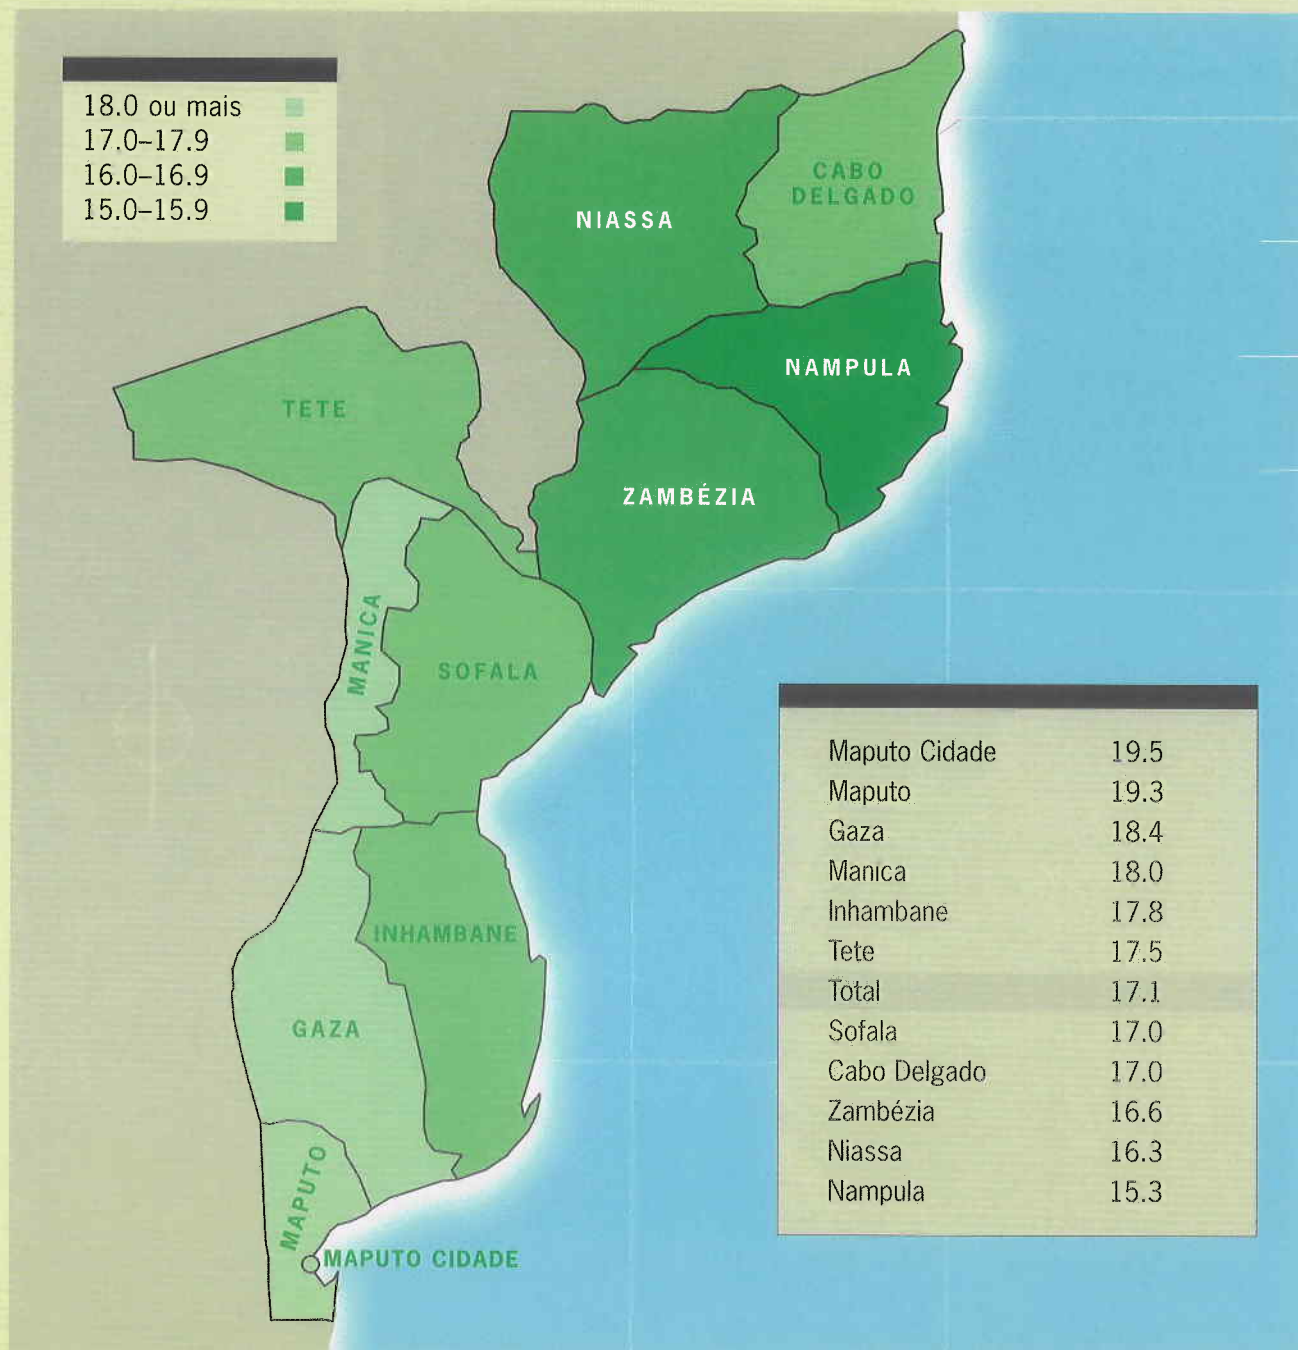 18.0 ou mais
17.0–17.9
16.0–16.9
15.0–15.9
CABO
DELGADO
NIASSA
NAMPULA
TETE
ZAMBÉZIA
MANICA
SOFALA
INHAMBANE
GAZA
MAPUTO
MAPUTO CIDADE
Maputo Cidade 19.5
Maputo 19.3
Gaza 18.4
Manica 18.0
Inhambane 17.8
Tete 17.5
Total 17.1
Sofala 17.0
Cabo Delgado 17.0
Zambézia 16.6
Niassa 16.3
Nampula 15.3